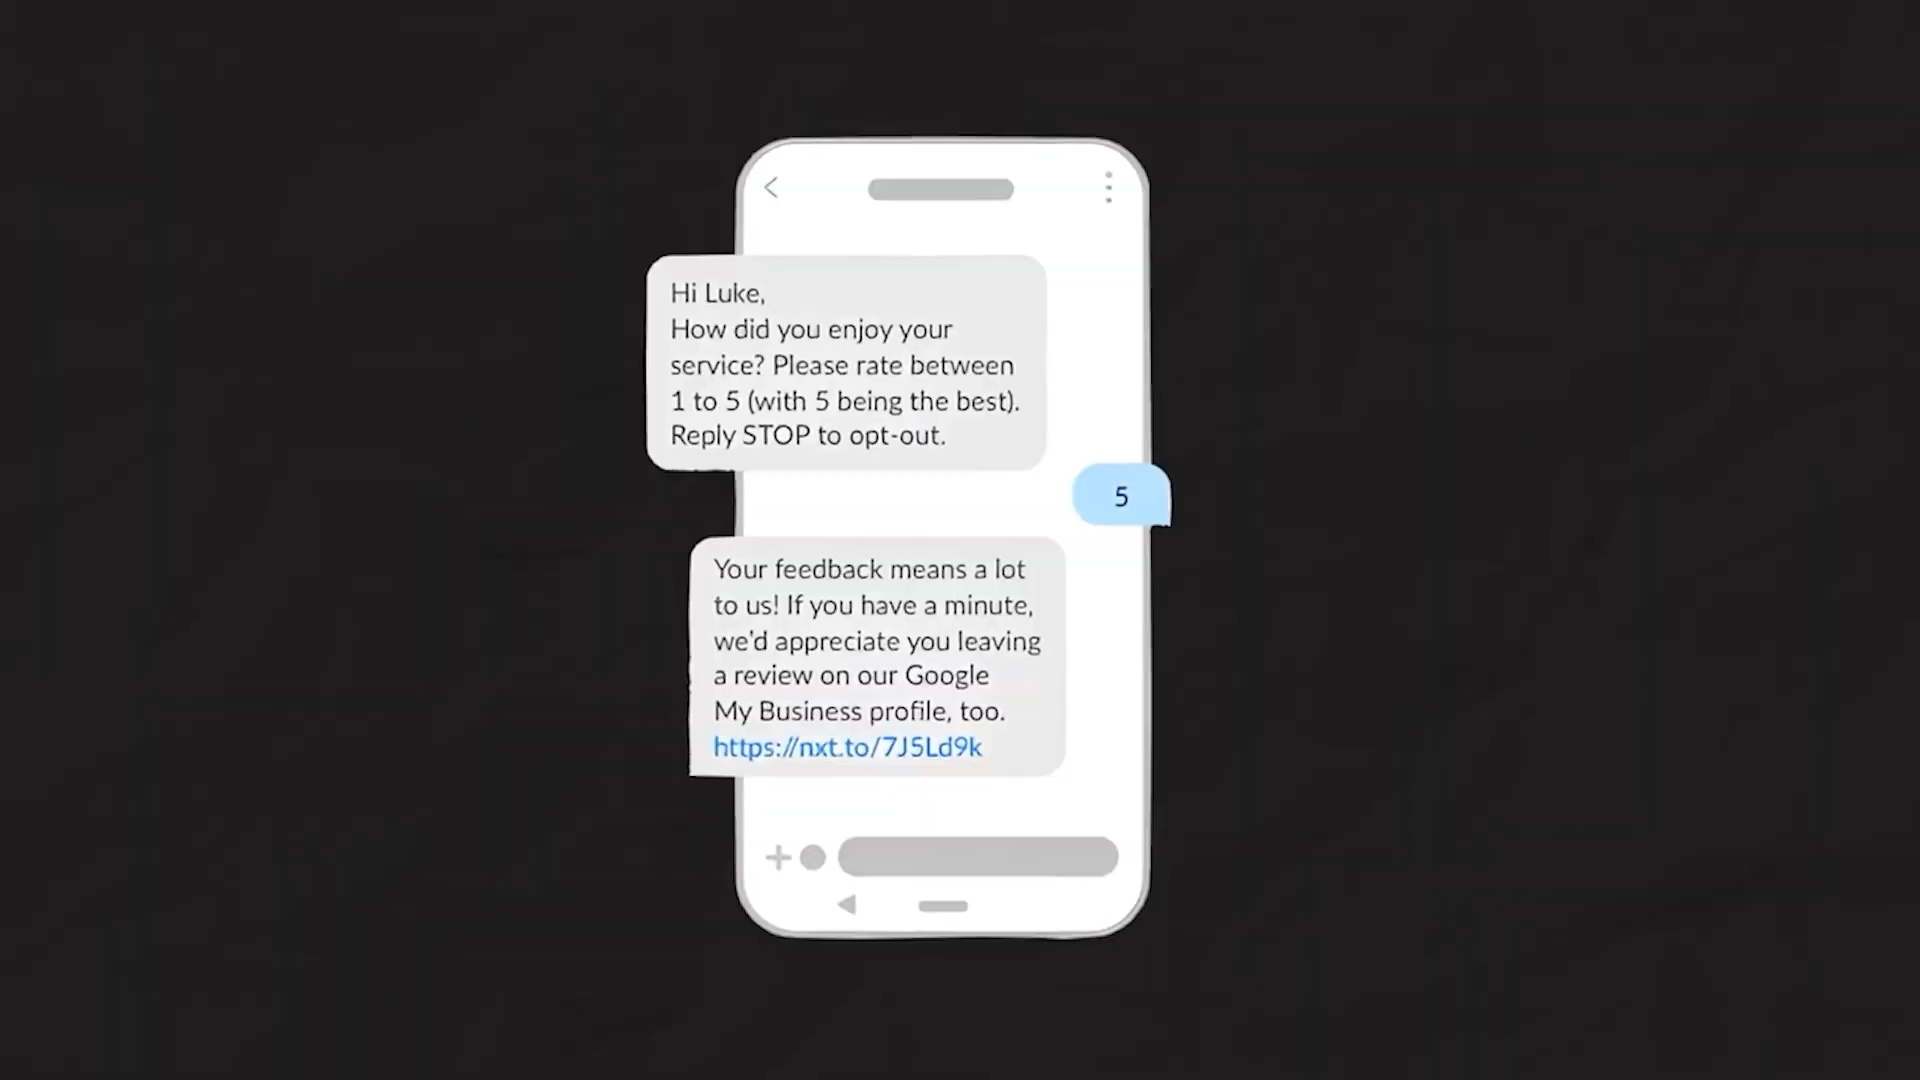 Hi Luke,
How did you enjoy your
service? Please rate between
1 to 5 (with 5 being the best).
Reply STOP to opt-out.
5
Your feedback means a lot
to us! If you have a minute,
we'd appreciate you leaving
a review on our Google
My Business profile, too.
https://nxt.to/7J5Ld9k